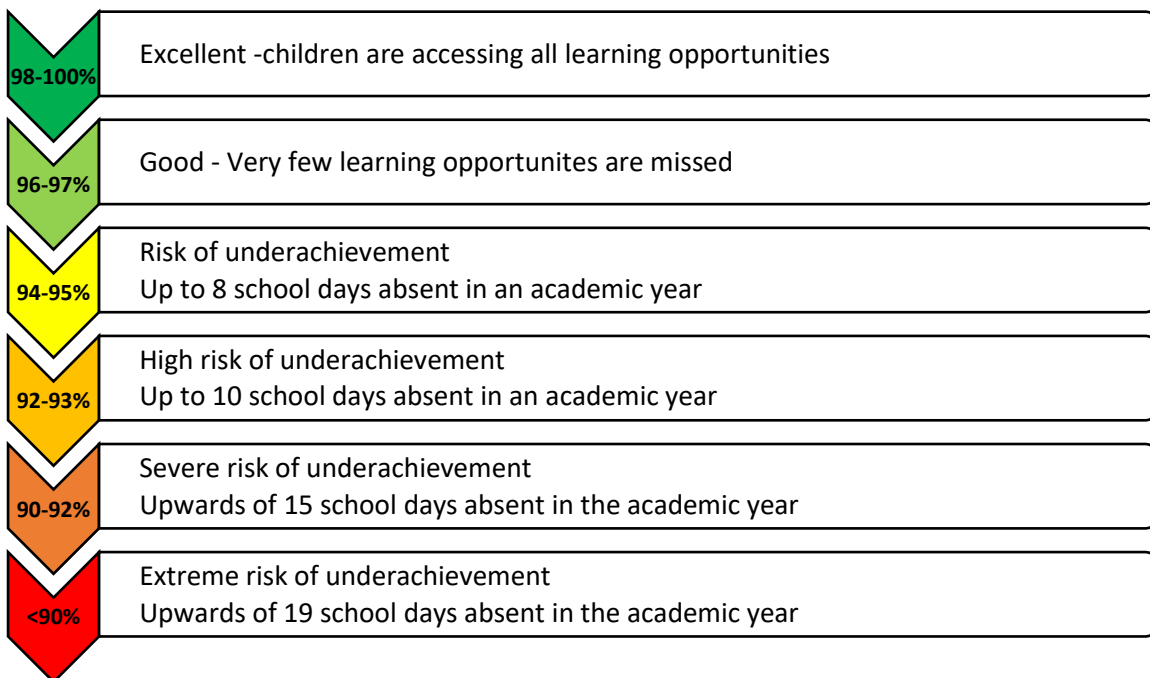 98-100%
Excellent -children are accessing all learning opportunities
96-97%
Good - Very few learning opportunites are missed
94-95%
Risk of underachievement
Up to 8 school days absent in an academic year
92-93%
High risk of underachievement
Up to 10 school days absent in an academic year
90-92%
Severe risk of underachievement
Upwards of 15 school days absent in the academic year
<90%
Extreme risk of underachievement
Upwards of 19 school days absent in the academic year